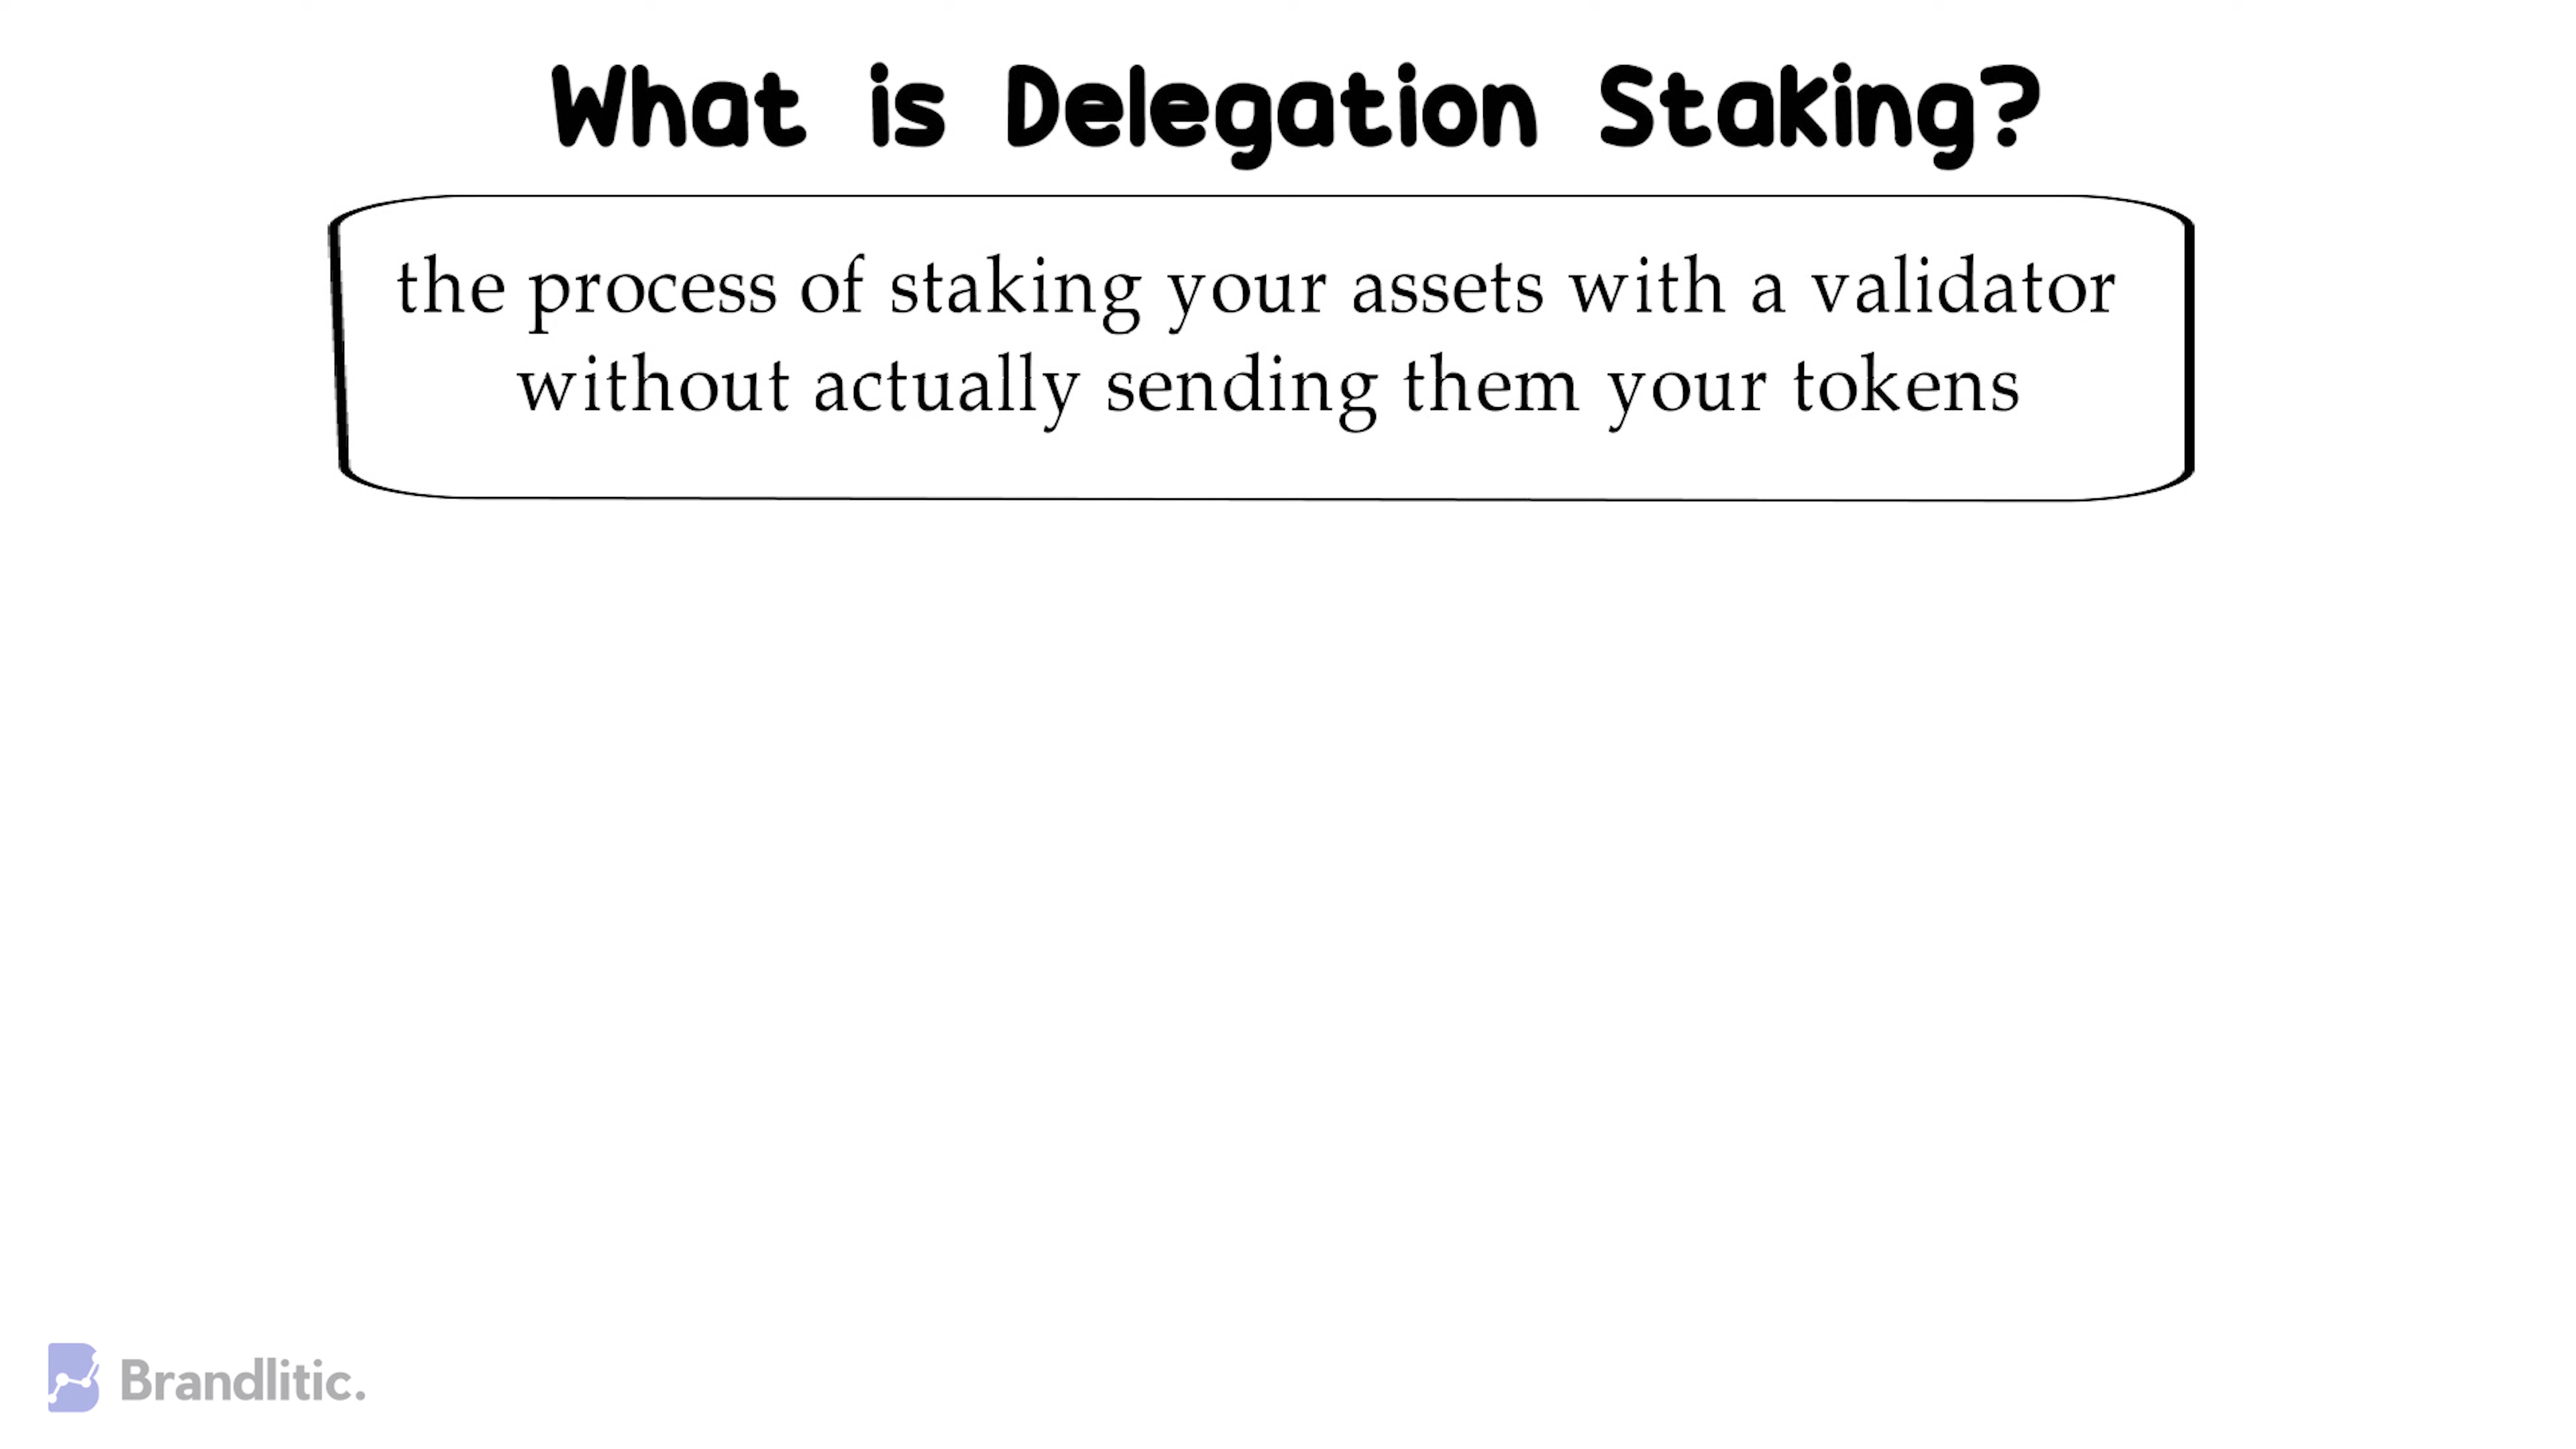 What is Delegation Staking?
the process of staking your assets with a validator
without actually sending them your tokens
Brandlitic.